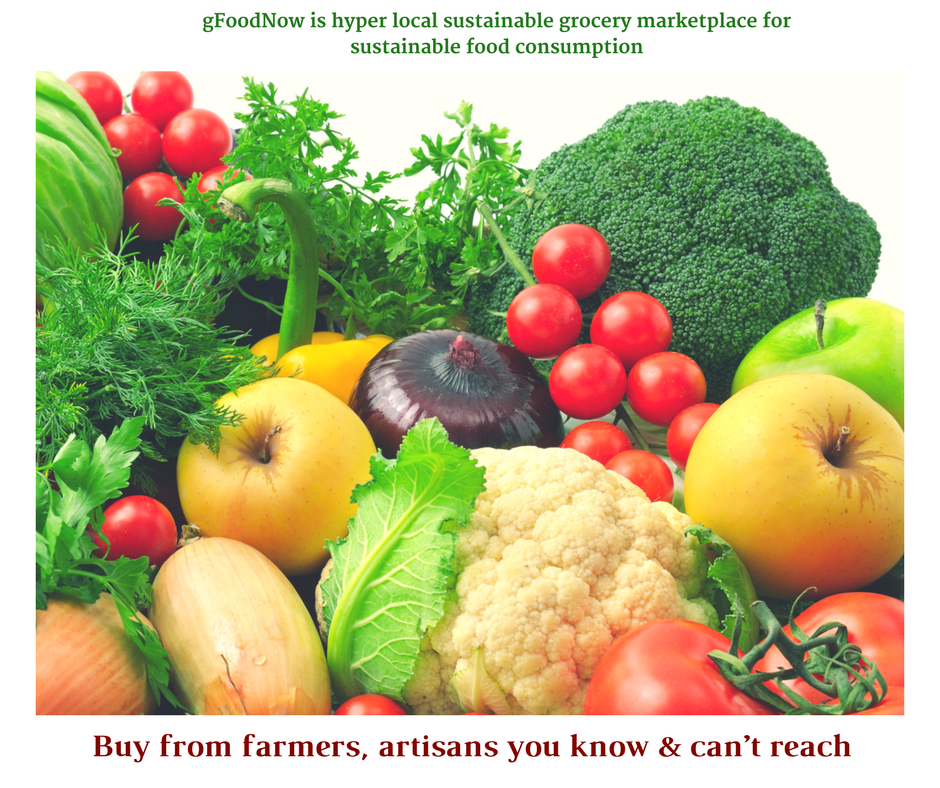 gFoodNow is hyper local sustainable grocery marketplace for
sustainable food consumption
Buy from farmers, artisans you know & can't reach